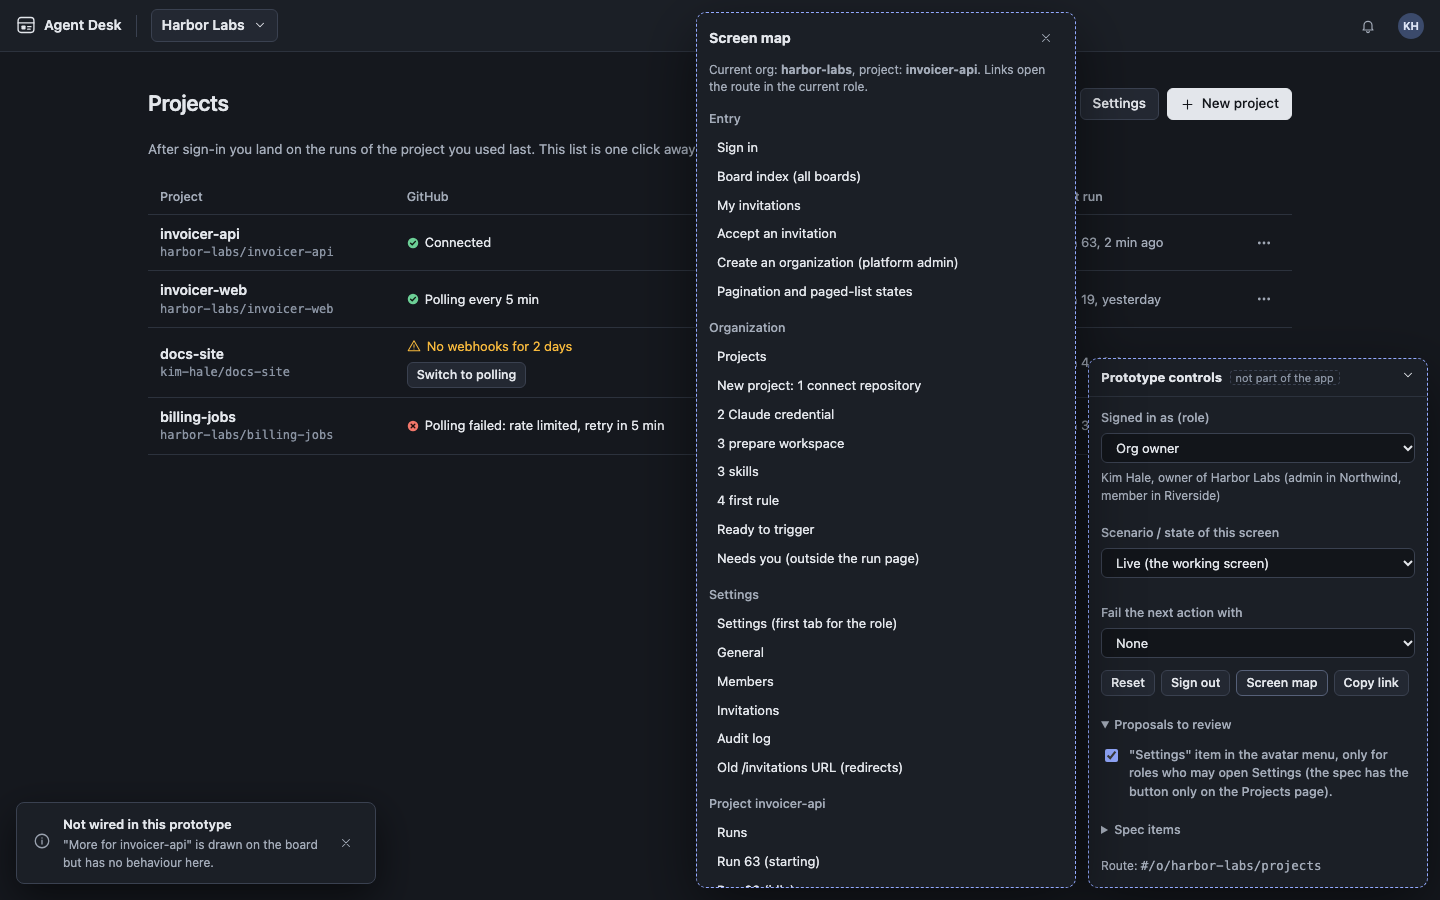 Agent Desk
Harbor Labs
KH
Projects
Settings
New project
After sign-in you land on the runs of the project you used last. This list is one click away
Project
GitHub
run
invoicer-api
harbor-labs/invoicer-api
Connected
63, 2 min ago
invoicer-web
harbor-labs/invoicer-web
Polling every 5 min
19, yesterday
docs-site
kim-hale/docs-site
No webhooks for 2 days
Switch to polling
4
billing-jobs
harbor-labs/billing-jobs
Polling failed: rate limited, retry in 5 min
3
Screen map
Current org: harbor-labs, project: invoicer-api. Links open
the route in the current role.
Entry
Sign in
Board index (all boards)
My invitations
Accept an invitation
Create an organization (platform admin)
Pagination and paged-list states
Organization
Projects
New project: 1 connect repository
2 Claude credential
3 prepare workspace
3 skills
4 first rule
Ready to trigger
Needs you (outside the run page)
Settings
Settings (first tab for the role)
General
Members
Invitations
Audit log
Old /invitations URL (redirects)
Project invoicer-api
Runs
Run 63 (starting)
Prototype controls
not part of the app
Signed in as (role)
Org owner
Kim Hale, owner of Harbor Labs (admin in Northwind,
member in Riverside)
Scenario / state of this screen
Live (the working screen)
Fail the next action with
None
Reset
Sign out
Screen map
Copy link
Proposals to review
"Settings" item in the avatar menu, only for
roles who may open Settings (the spec has the
button only on the Projects page).
Spec items
Route: #/o/harbor-labs/projects
Not wired in this prototype
"More for invoicer-api" is drawn on the board
but has no behaviour here.